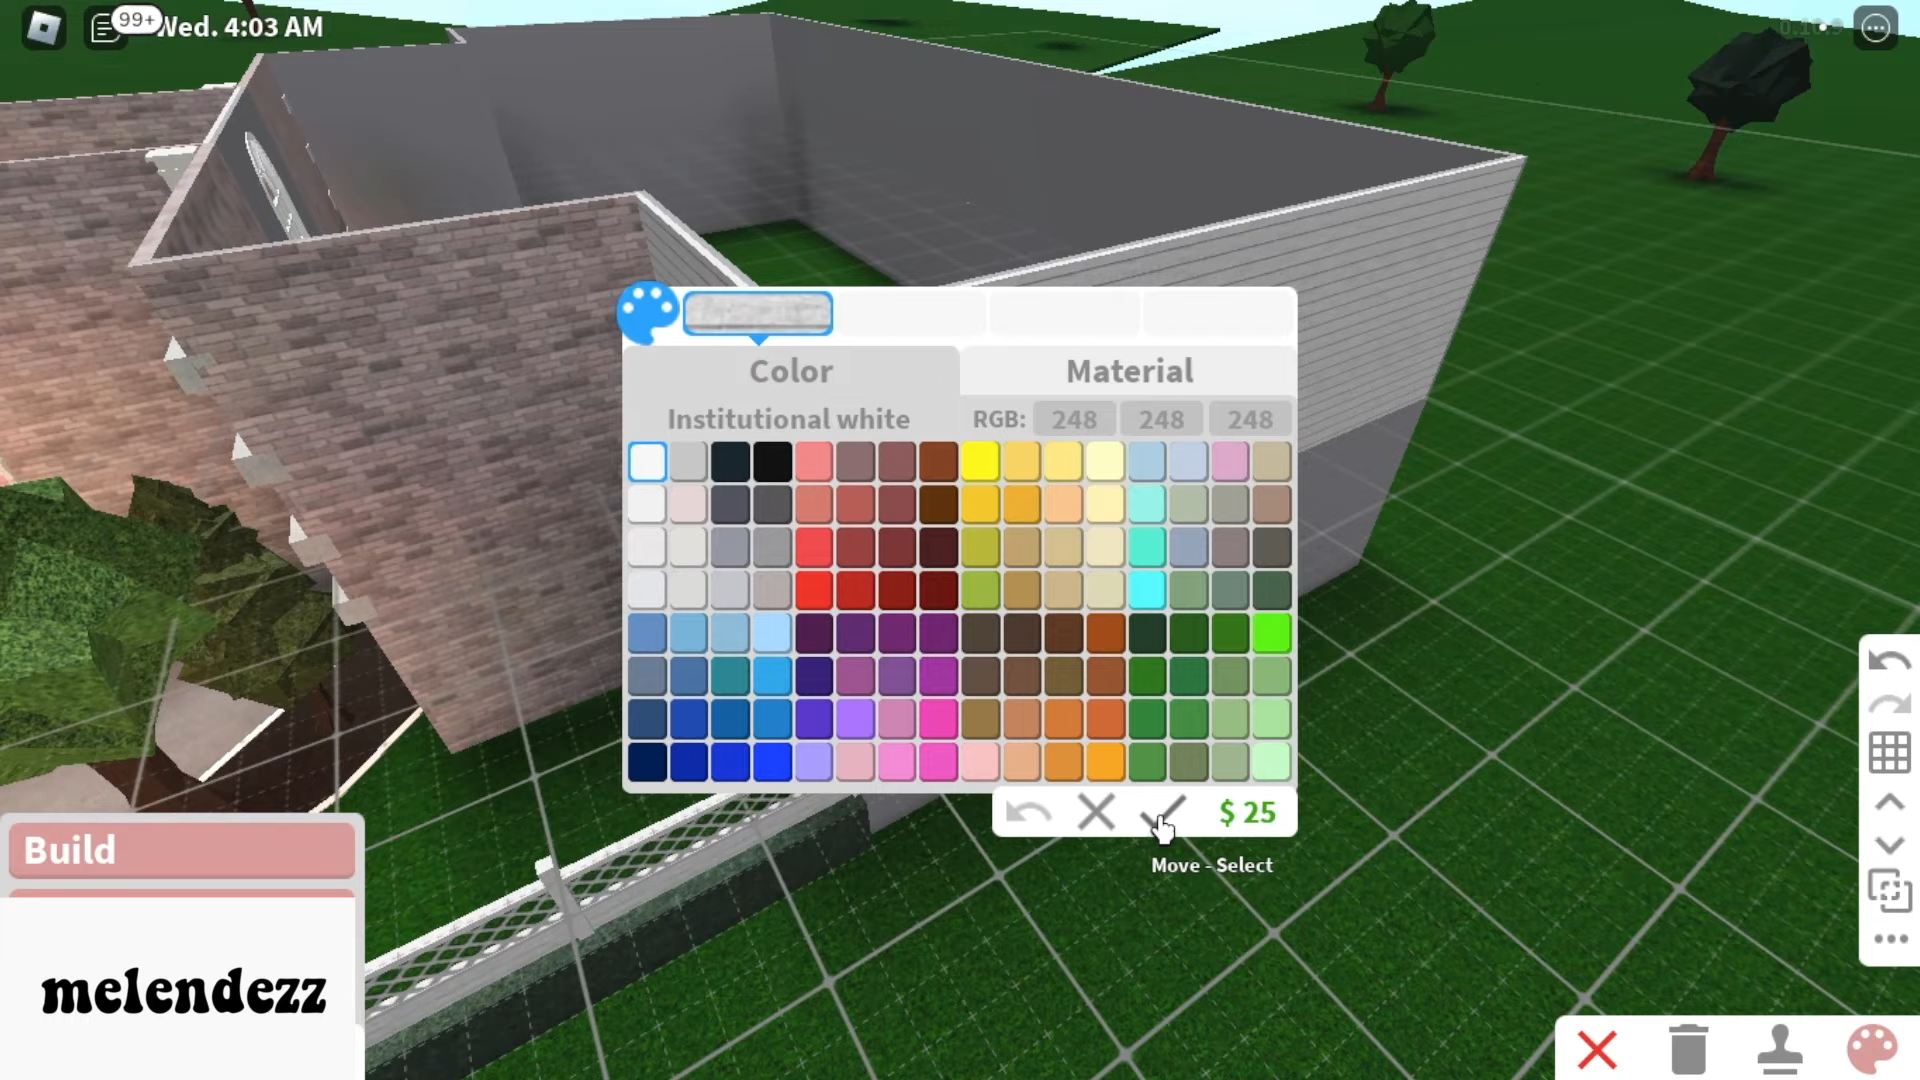 99+
Wed. 4:03 AM
Color
Material
Institutional white
RGB: 248 248 248
$ 25
Move - Select
Build
melendezz